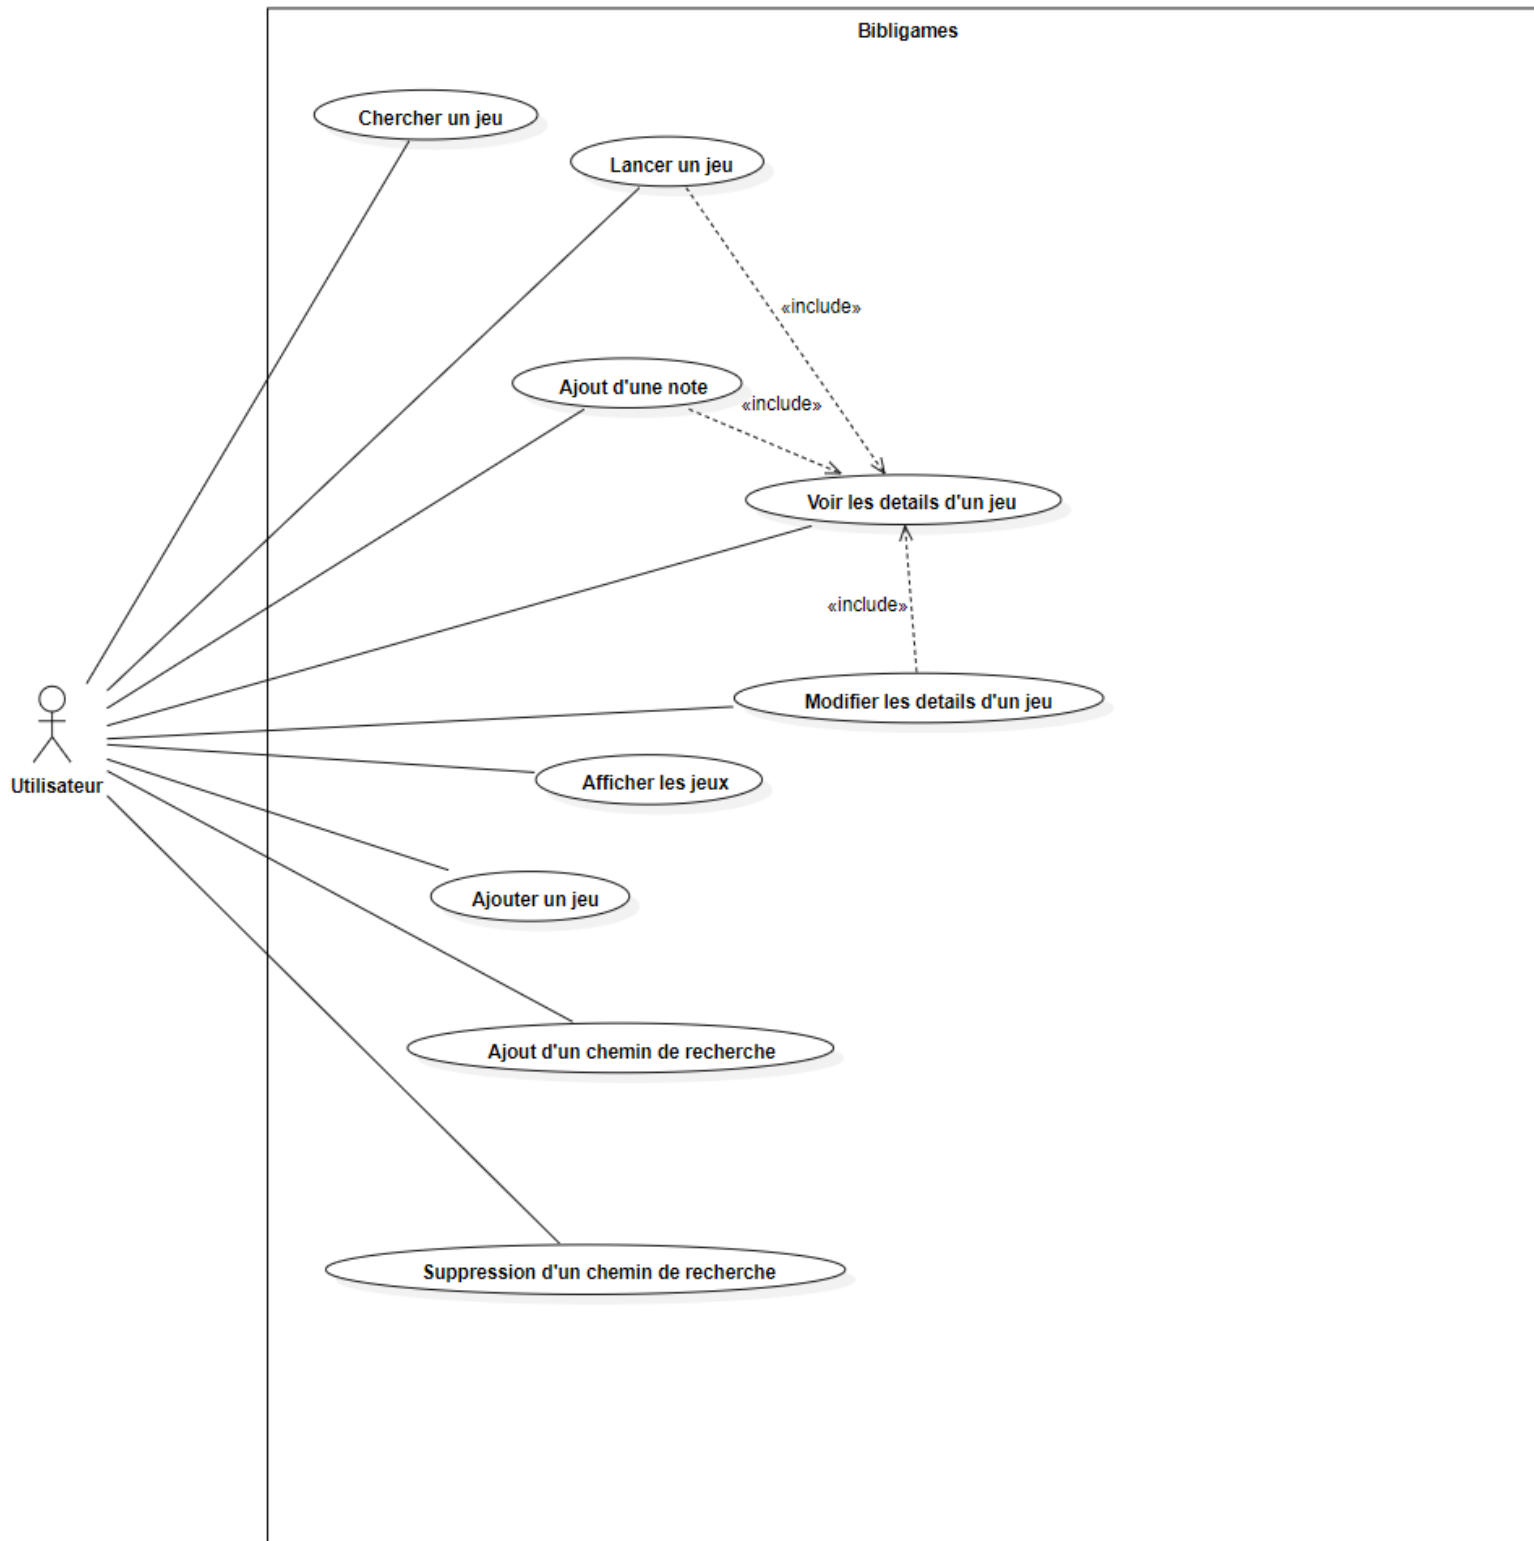 Bibligames
Chercher un jeu
Lancer un jeu
«include»
Ajout d'une note
«include»
Voir les details d'un jeu
«include»
Modifier les details d'un jeu
Utilisateur
Afficher les jeux
Ajouter un jeu
Ajout d'un chemin de recherche
Suppression d'un chemin de recherche